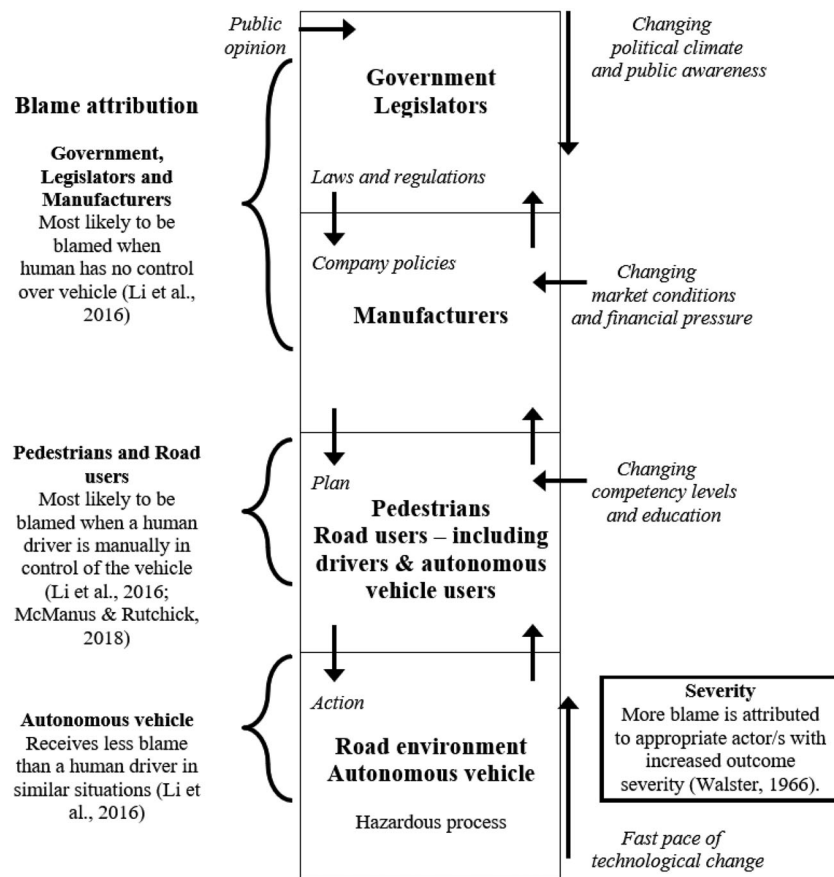 Public
opinion
Changing
political climate
and public awareness
Government
Legislators
Blame attribution
Government,
Legislators and
Manufacturers
Most likely to be
blamed when
human has no control
over vehicle (Li et al.,
2016)
Laws and regulations
Company policies
Manufacturers
Changing
market conditions
and financial pressure
Pedestrians and Road
users
Most likely to be
blamed when a human
driver is manually in
control of the vehicle
(Li et al., 2016;
McManus & Rutchick,
2018)
Plan
Pedestrians
Road users – including
drivers & autonomous
vehicle users
Changing
competency levels
and education
Autonomous vehicle
Receives less blame
than a human driver in
similar situations (Li et
al., 2016)
Action
Road environment
Autonomous vehicle
Hazardous process
Severity
More blame is attributed
to appropriate actor/s with
increased outcome
severity (Walster, 1966).
Fast pace of
technological change